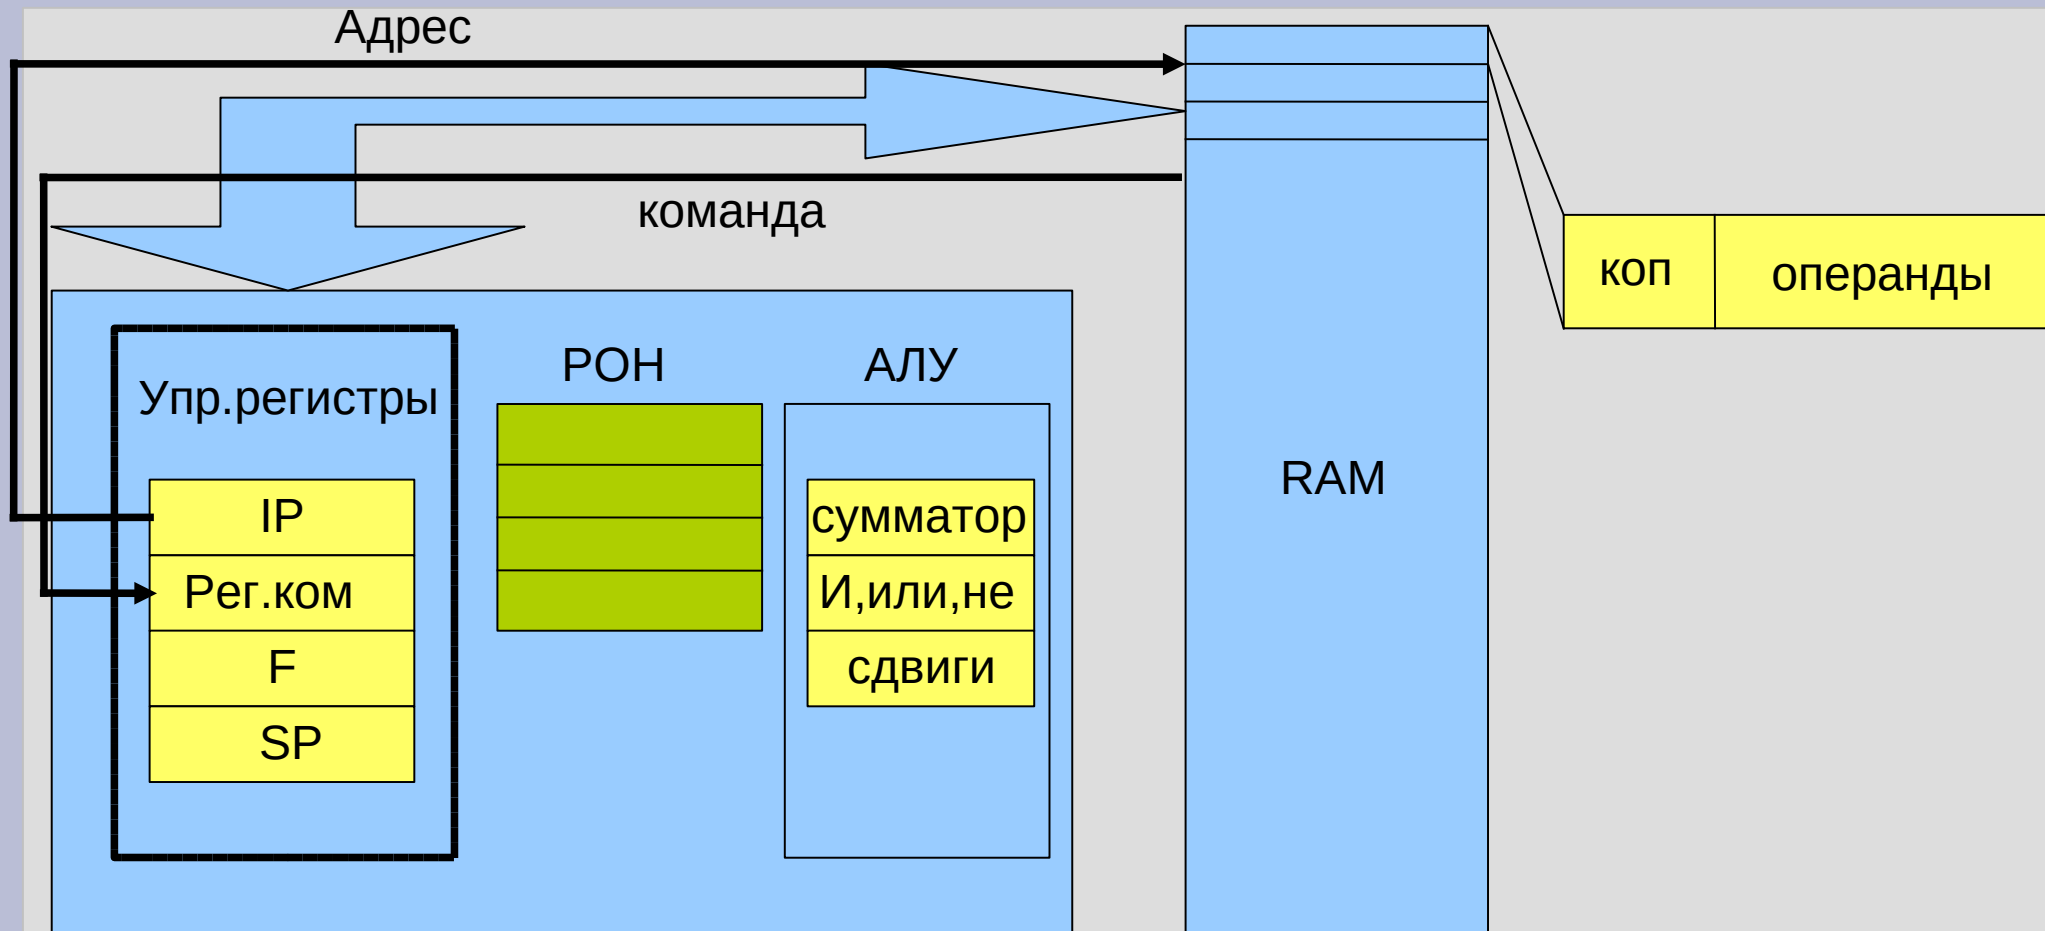 Адрес
команда
коп
операнды
Упр.регистры
РОН
АЛУ
IP
Рег.ком
F
SP
сумматор
И,или,не
сдвиги
RAM